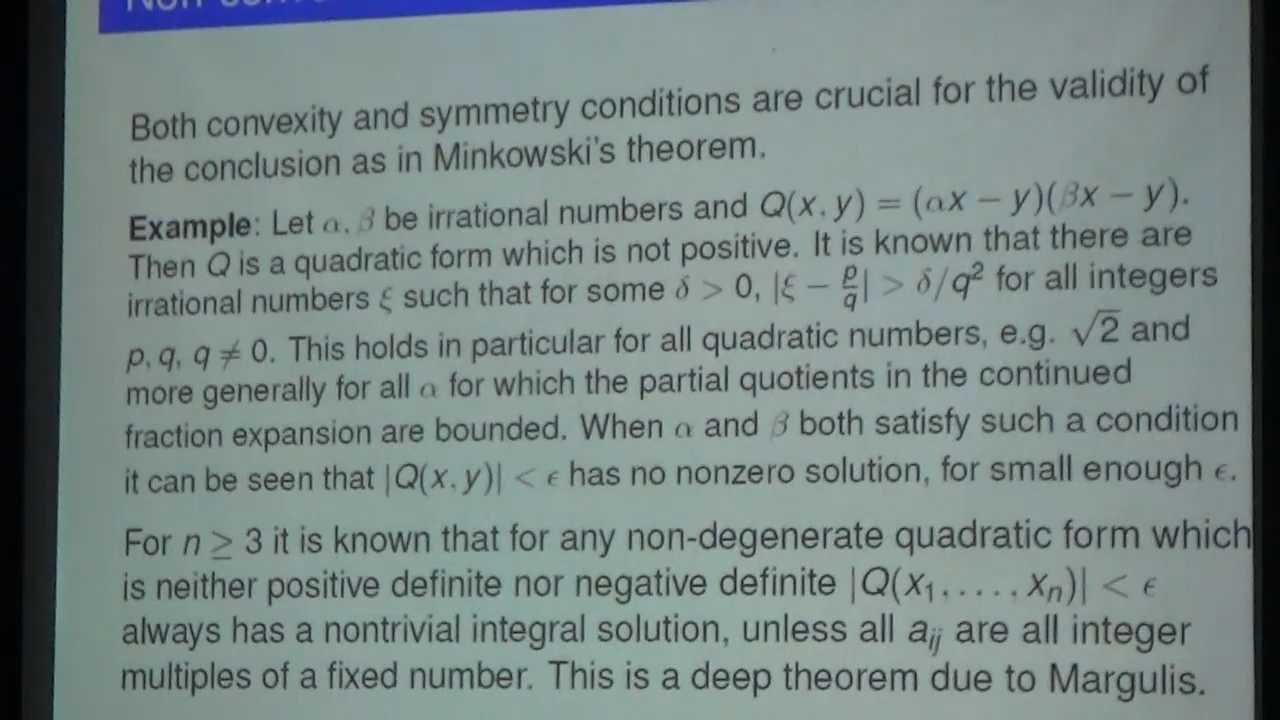 Both convexity and symmetry conditions are crucial for the validity of
the conclusion as in Minkowski's theorem.
Example: Let α, β be irrational numbers and Q(x, y) = (αx − y)(βx − y).
Then Q is a quadratic form which is not positive. It is known that there are
irrational numbers ξ such that for some δ > 0, |ξ − p/q| > δ/q² for all integers
p, q, q ≠ 0. This holds in particular for all quadratic numbers, e.g. √2 and
more generally for all α for which the partial quotients in the continued
fraction expansion are bounded. When α and β both satisfy such a condition
it can be seen that |Q(x, y)| < ϵ has no nonzero solution, for small enough ϵ.
For n ≥ 3 it is known that for any non-degenerate quadratic form which
is neither positive definite nor negative definite |Q(x₁, . . . , xₙ)| < ϵ
always has a nontrivial integral solution, unless all aᵢⱼ are all integer
multiples of a fixed number. This is a deep theorem due to Margulis.